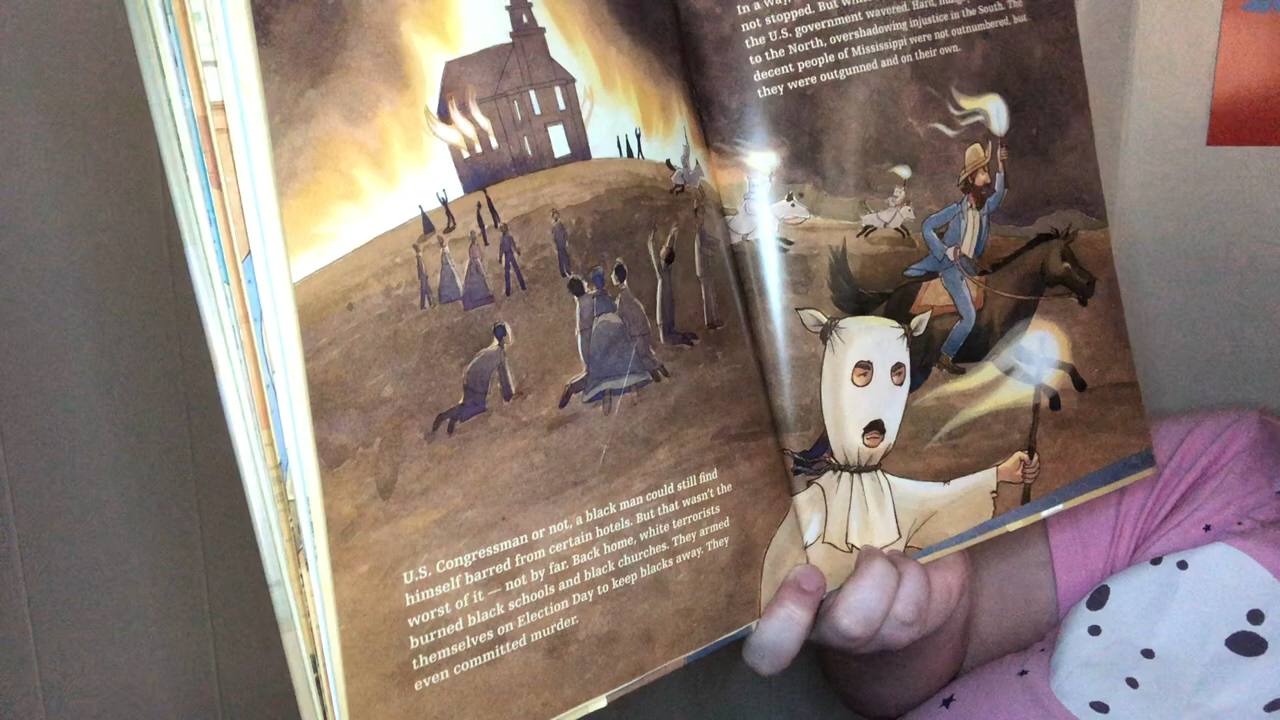 U.S. Congressman or not, a black man could still find
himself barred from certain hotels. But that wasn't the
worst of it — not by far. Back home, white terrorists
burned black schools and black churches. They armed
themselves on Election Day to keep blacks away. They
even committed murder.
In a way,
not stopped. But
the U.S. government wavered. Hard,
to the North, overshadowing injustice in the South. The
decent people of Mississippi were not outnumbered, but
they were outgunned and on their own.